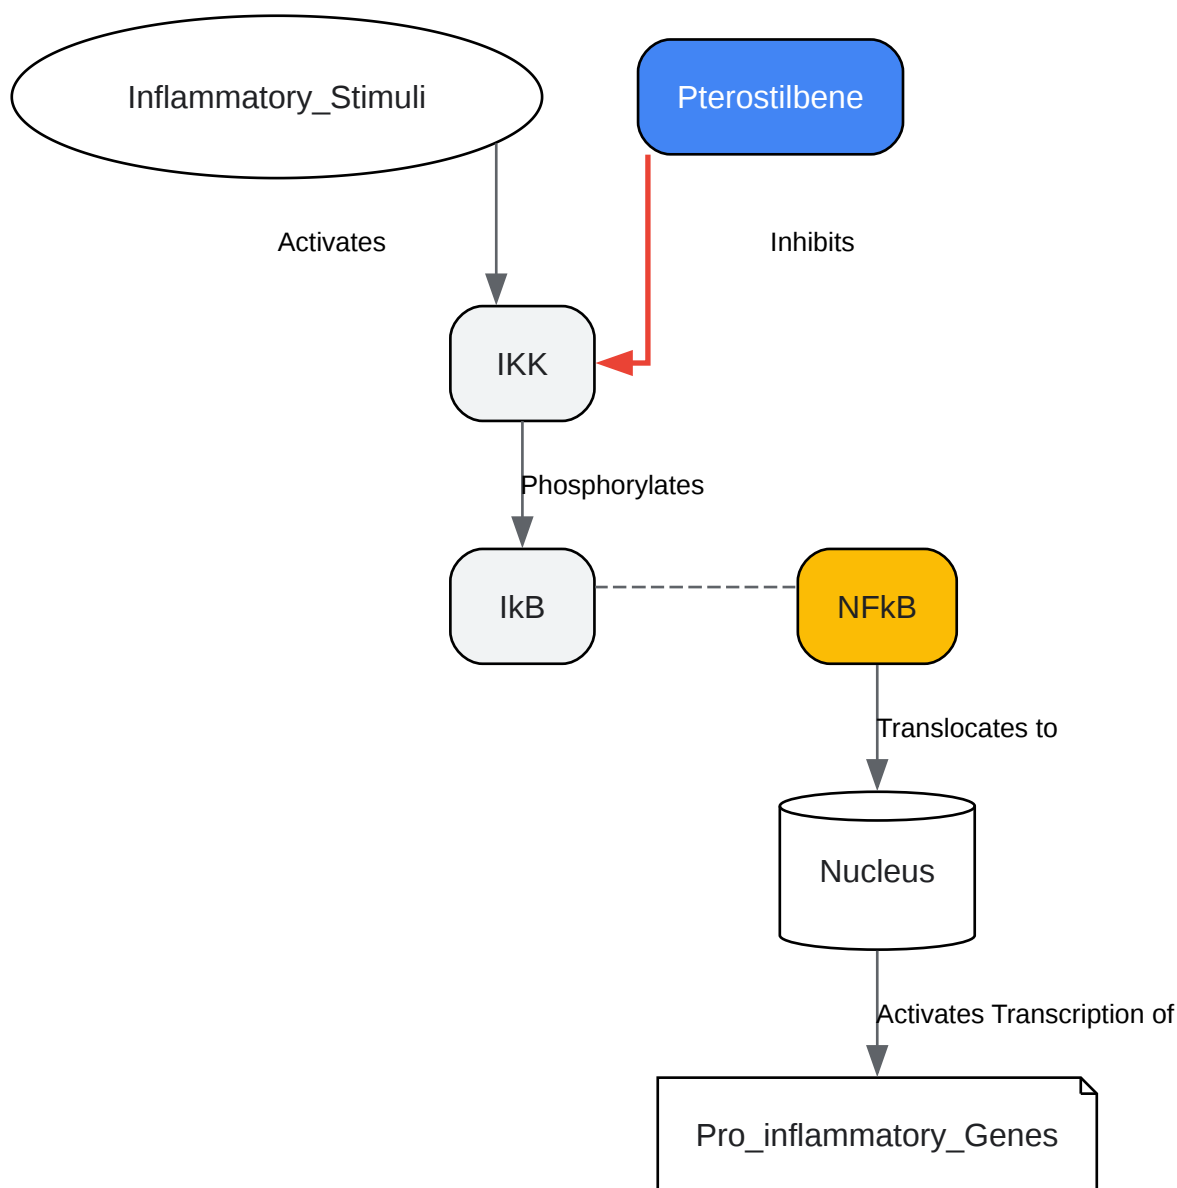 Inflammatory_Stimuli
Pterostilbene
Activates
Inhibits
IKK
Phosphorylates
IkB
NFkB
Translocates to
Nucleus
Activates Transcription of
Pro_inflammatory_Genes